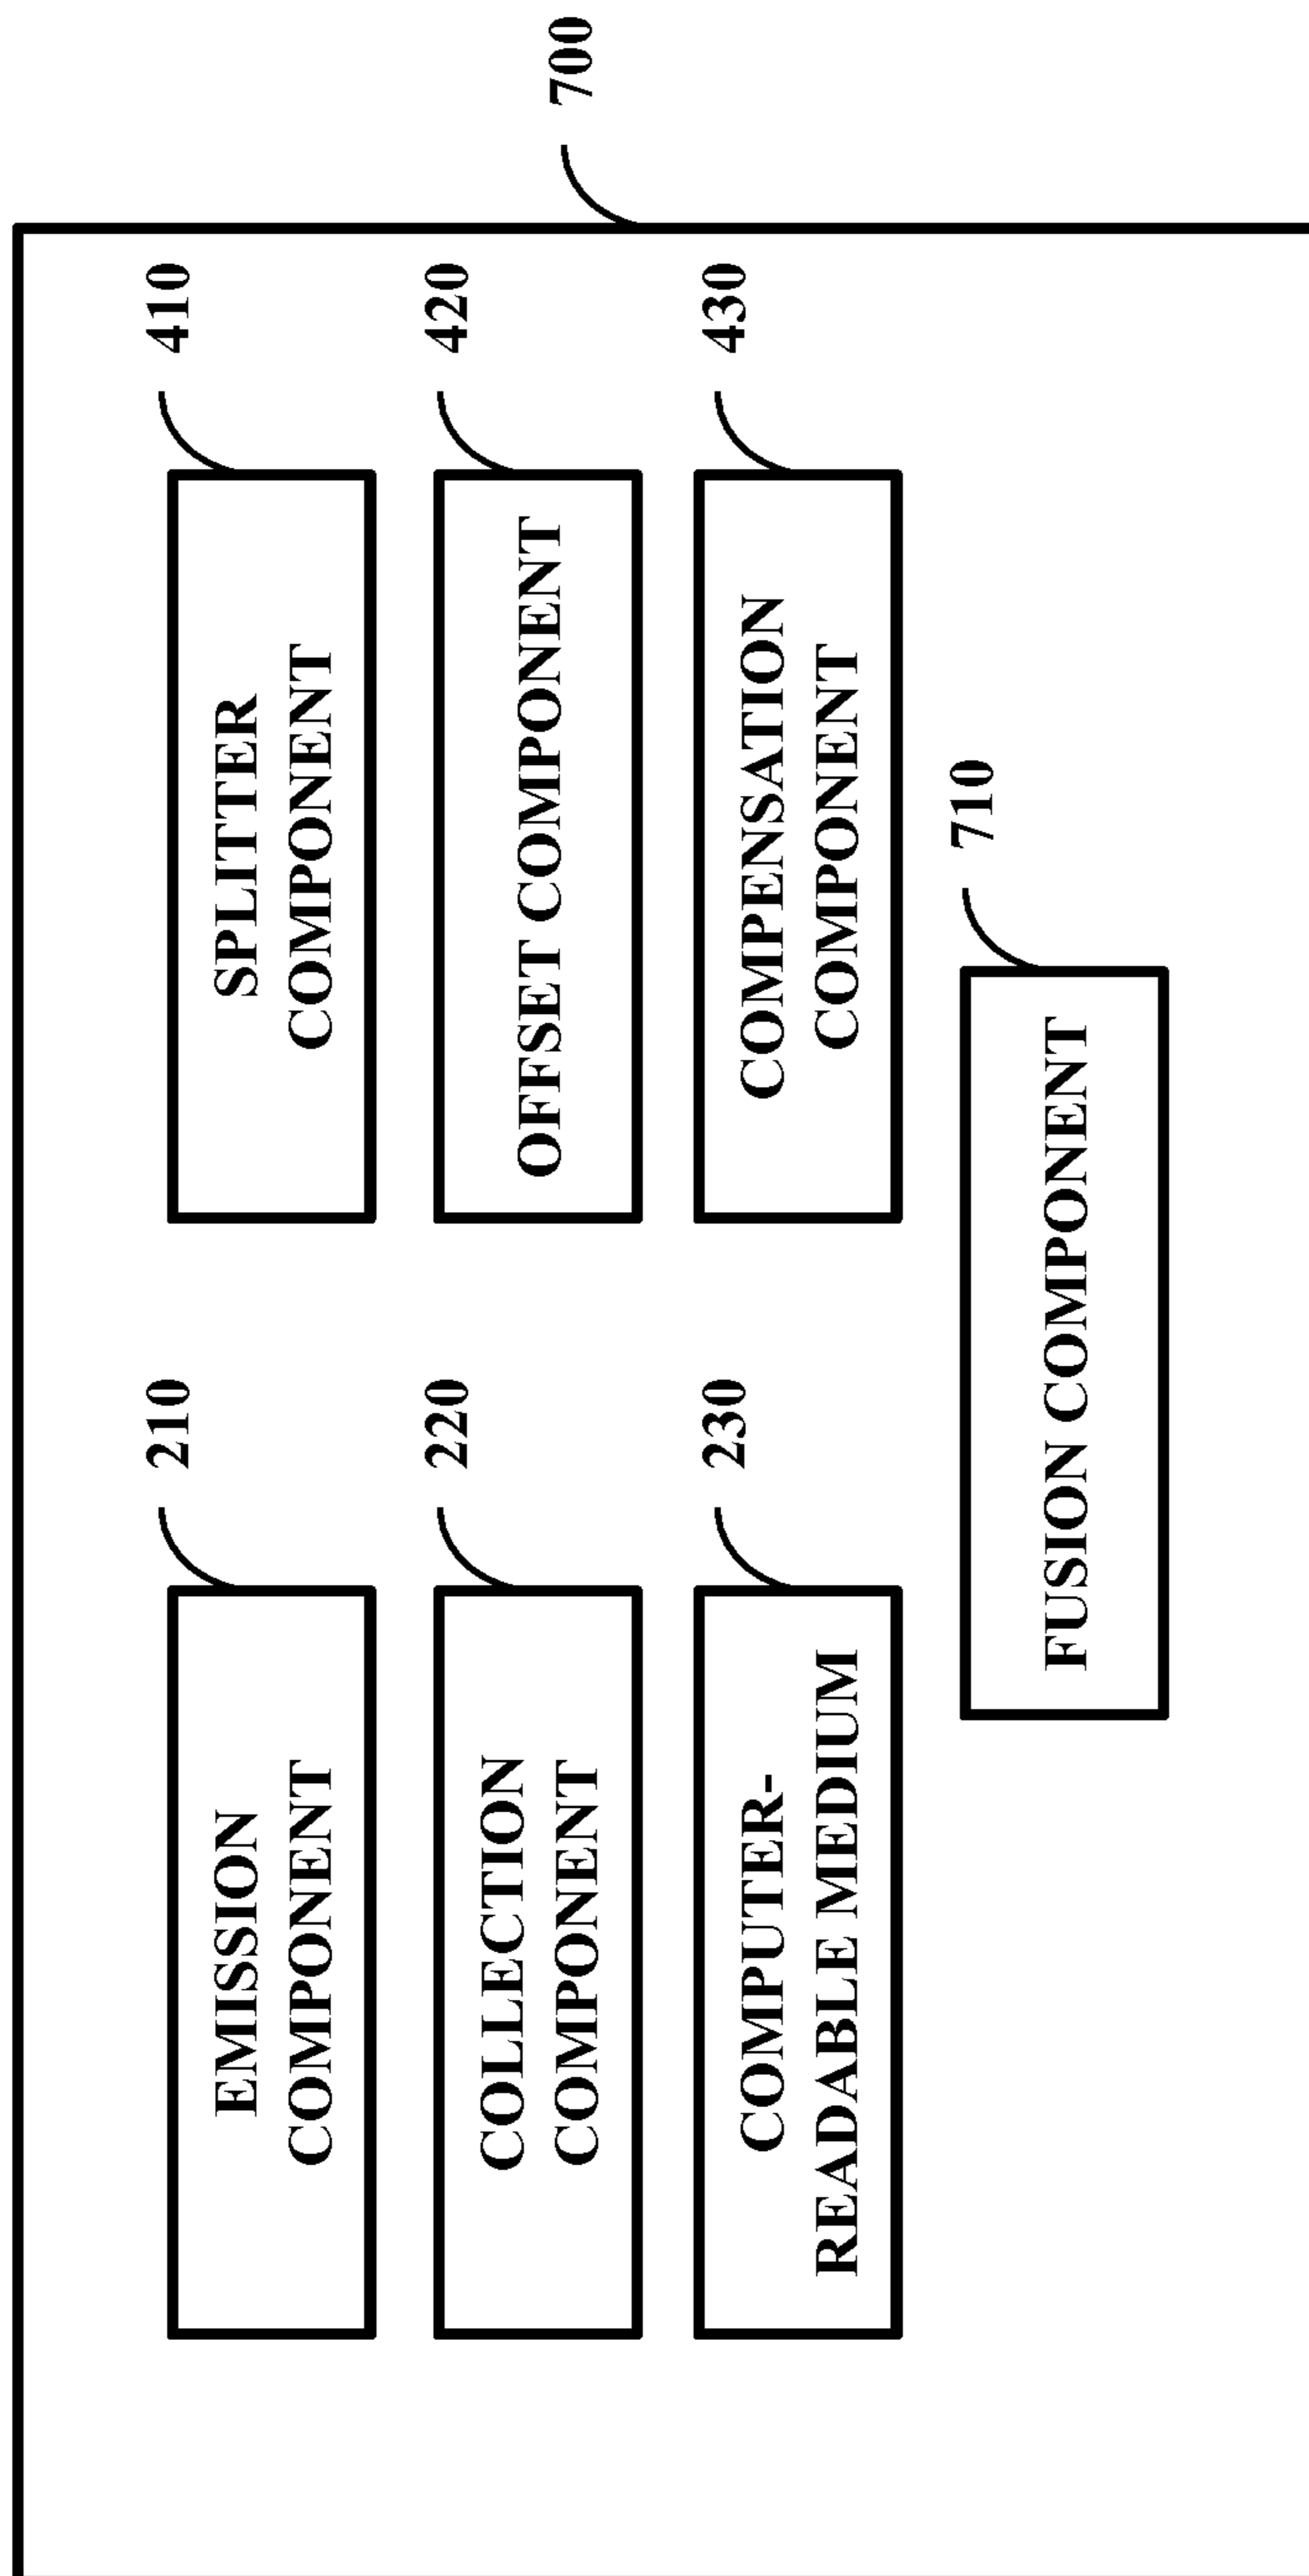 700
210
EMISSION
COMPONENT
410
SPLITTER
COMPONENT
220
COLLECTION
COMPONENT
420
OFFSET COMPONENT
230
COMPUTER-
READABLE MEDIUM
430
COMPENSATION
COMPONENT
710
FUSION COMPONENT